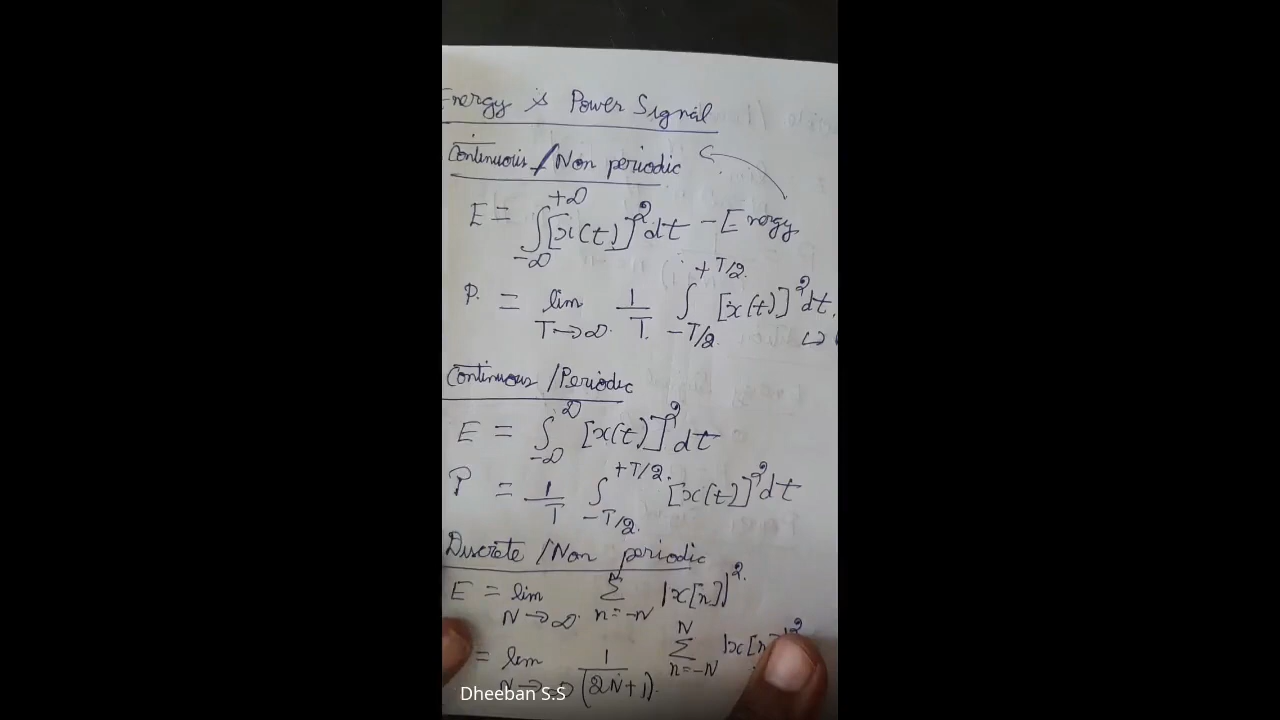 Energy & Power Signal
Continuous / Non periodic
E = ∫_{-∞}^{+∞} [x(t)]² dt - Energy
P. = lim_{T→∞} 1/T ∫_{-T/2}^{+T/2} [x(t)]² dt.
Continuous / Periodic
E = ∫_{-∞}^{∞} [x(t)]² dt
P = 1/T ∫_{-T/2}^{+T/2} [x(t)]² dt
Discrete / Non periodic
E = lim_{N→∞} Σ_{n=-N}^{N} |x[n]|²
= lim_{N→∞} 1/(2N+1) Σ_{n=-N}^{N} |x[n]|²
Dheeban S.S